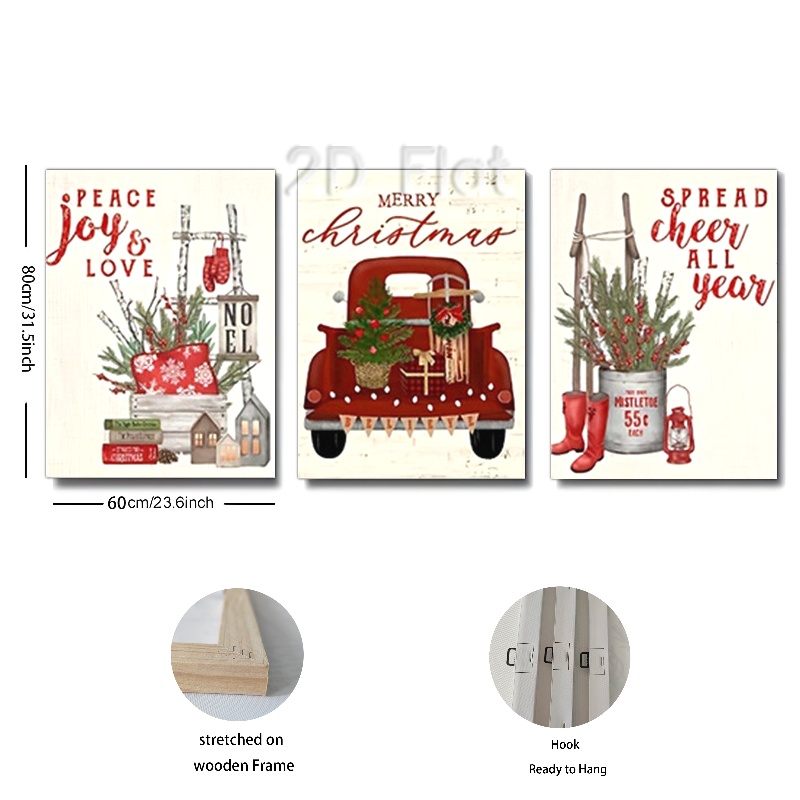 2D Flat
PEACE
joy &
LOVE
NO
EL
MERRY
christmas
BELIEVE
SPREAD
cheer
ALL
year
MISTLETOE
55¢
EACH
80cm/31.5inch
60cm/23.6inch
stretched on
wooden Frame
Hook
Ready to Hang